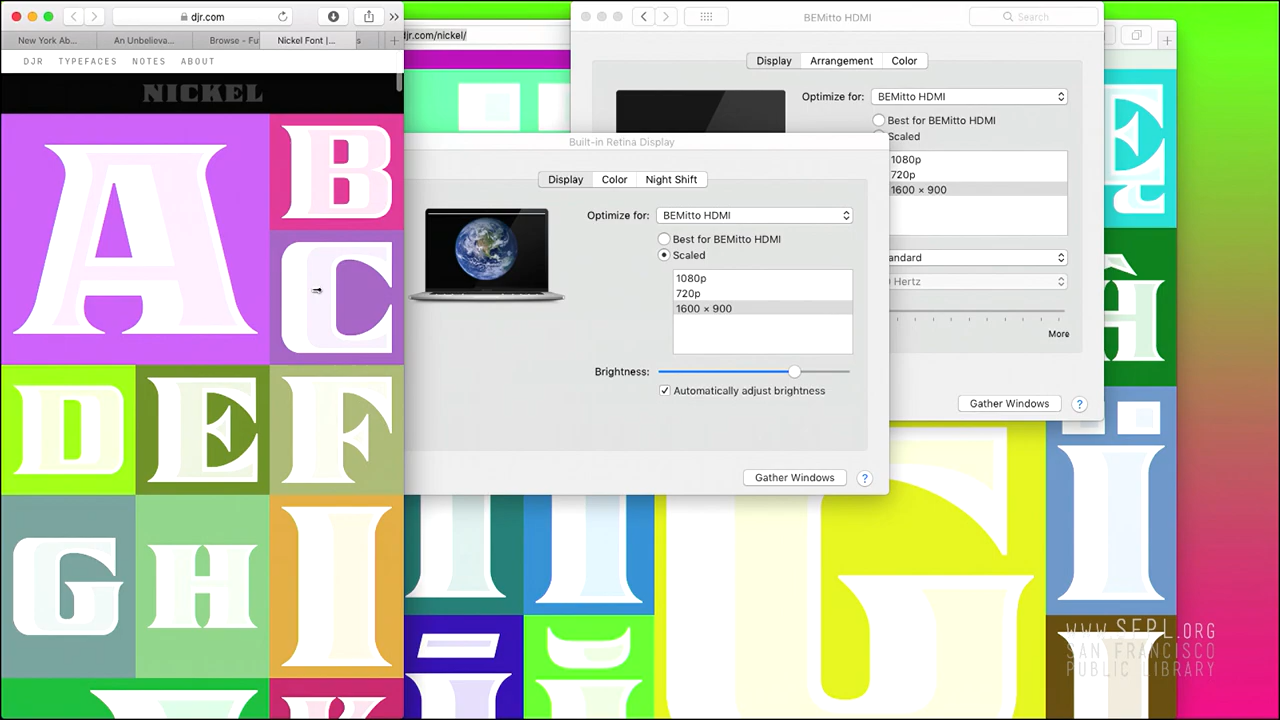 djr.com
New York Ab...
An Unbelieva...
Browse – Fu
Nickel Font |...
s
DJR TYPEFACES NOTES ABOUT
NICKEL
A
B
C
D
E
F
G
H
I
K
djr.com/nickel/
BEMitto HDMI
Search
Display Arrangement Color
Optimize for: BEMitto HDMI
Best for BEMitto HDMI
Scaled
1080p
720p
1600 × 900
andard
0 Hertz
More
Gather Windows ?
Built-in Retina Display
Display Color Night Shift
Optimize for: BEMitto HDMI
Best for BEMitto HDMI
Scaled
1080p
720p
1600 × 900
Brightness:
Automatically adjust brightness
Gather Windows ?
Ĥ
G
WWW.SFPL.ORG
SAN FRANCISCO
PUBLIC LIBRARY